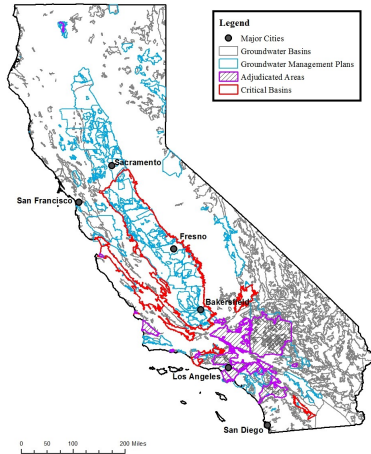 Legend
Major Cities
Groundwater Basins
Groundwater Management Plans
Adjudicated Areas
Critical Basins
Sacramento
San Francisco
Fresno
Bakersfield
Los Angeles
San Diego
0 50 100 200 Miles